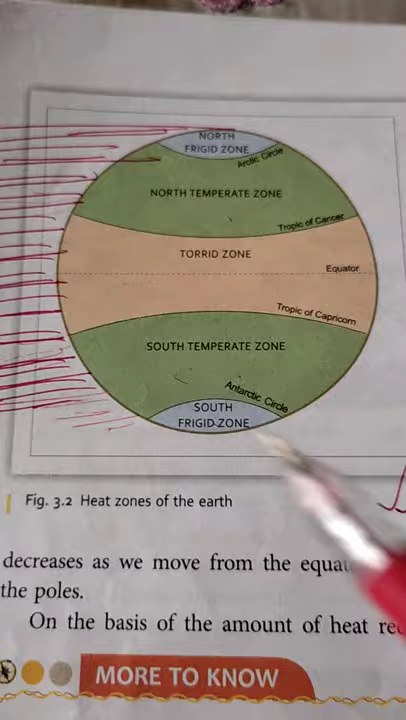 NORTH
FRIGID ZONE
Arctic Circle
NORTH TEMPERATE ZONE
Tropic of Cancer
TORRID ZONE
Equator
Tropic of Capricorn
SOUTH TEMPERATE ZONE
Antarctic Circle
SOUTH
FRIGID ZONE
Fig. 3.2 Heat zones of the earth
decreases as we move from the
the poles.
On the basis of the amount of heat
MORE TO KNOW